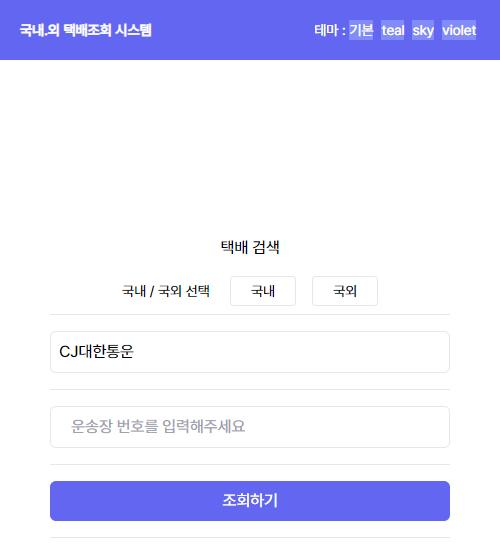 국내.외 택배조회 시스템
테마 : 기본 teal sky violet
택배 검색
국내 / 국외 선택 국내 국외
CJ대한통운
운송장 번호를 입력해주세요
조회하기